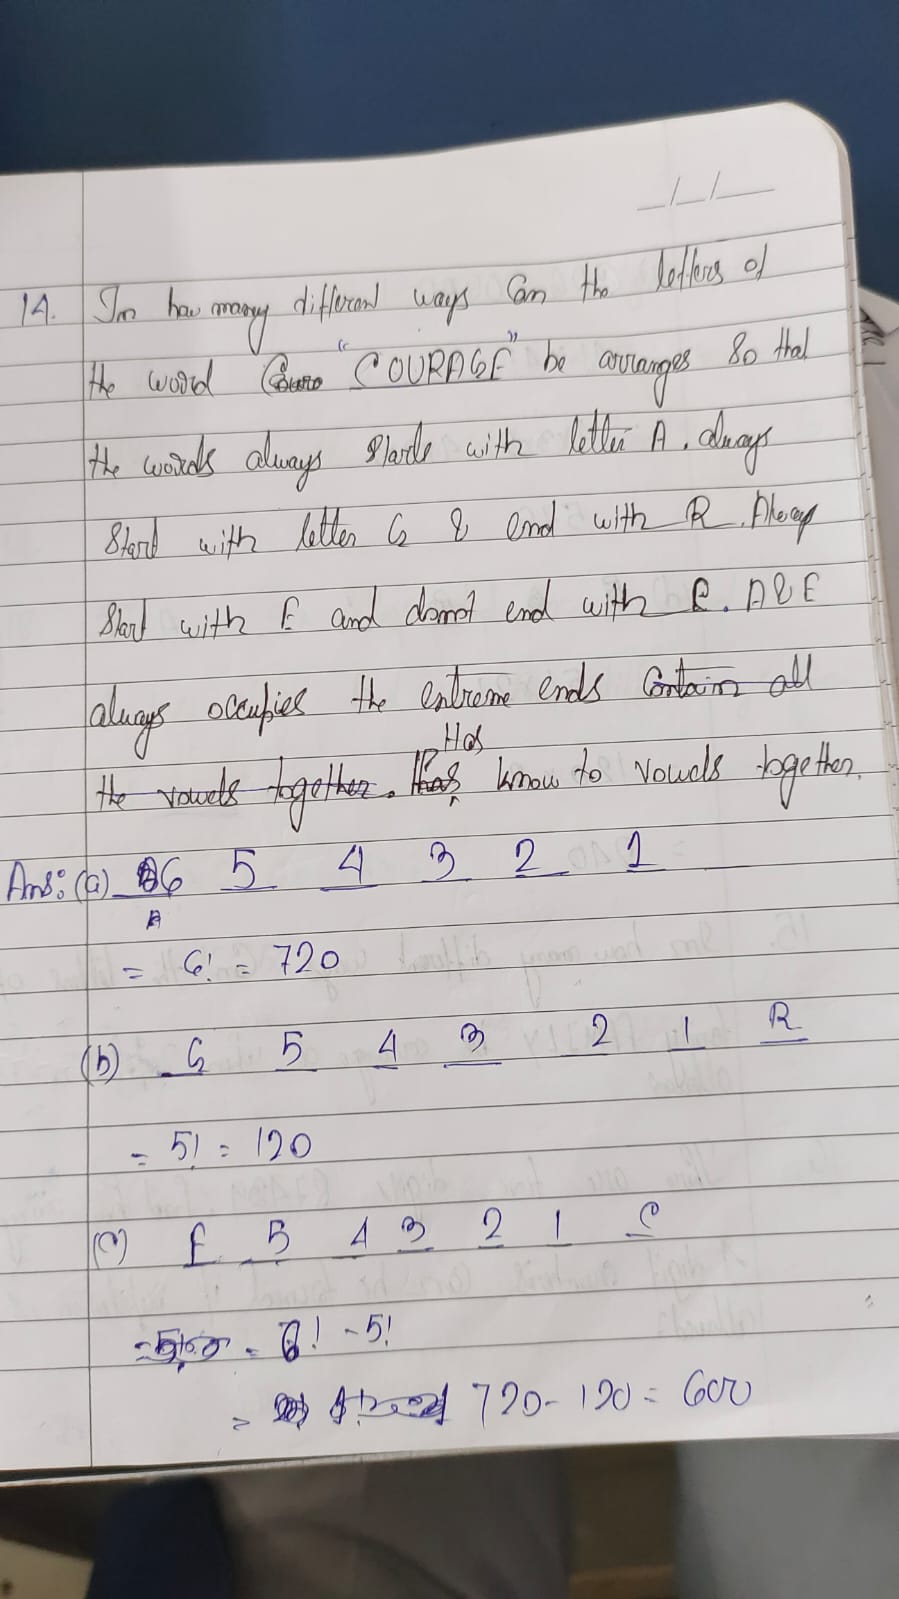 _/_/__
14. In how many different ways Can the letters of
the word "COURAGE" be arranges So that
the words always Starts with letter A. always
Start with letter G & end with R. Always
Start with E and donot end with C. A&E
always occupies the extreme ends Contain all
the vowels together. Has know to vowels together.
Ans: (a) 6 5 4 3 2 1
A
= 6! = 720
(b) G 5 4 3 2 1 R
= 5! = 120
(c) E 5 4 3 2 1 C
= 6! - 5!
= 720 - 120 = 600